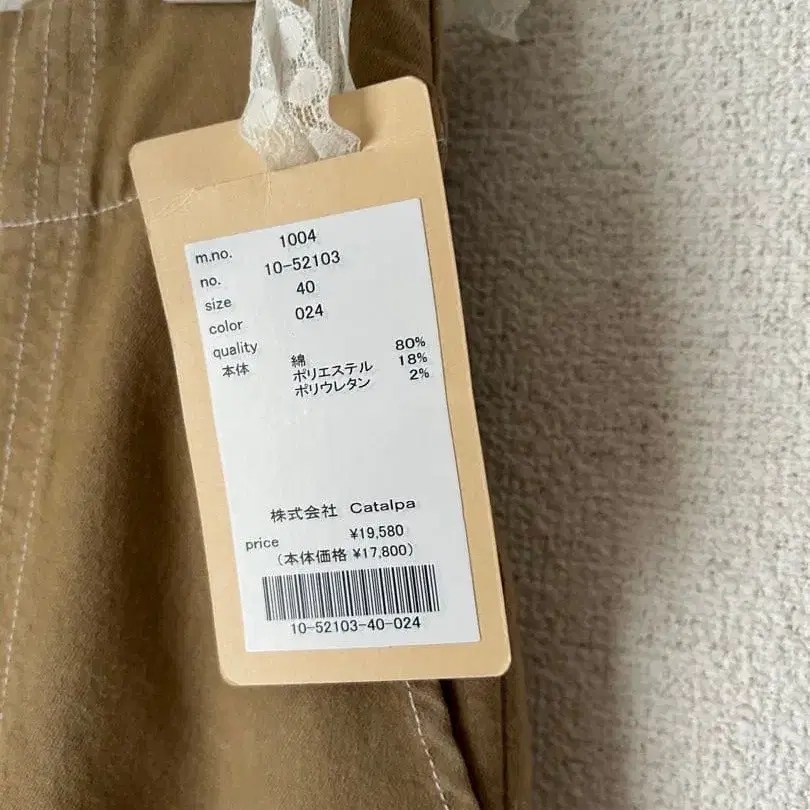 m.no. 1004
no. 10-52103
size 40
color 024
quality
本体 綿 80%
ポリエステル 18%
ポリウレタン 2%
株式会社 Catalpa
price ¥19,580
(本体価格 ¥17,800)
10-52103-40-024